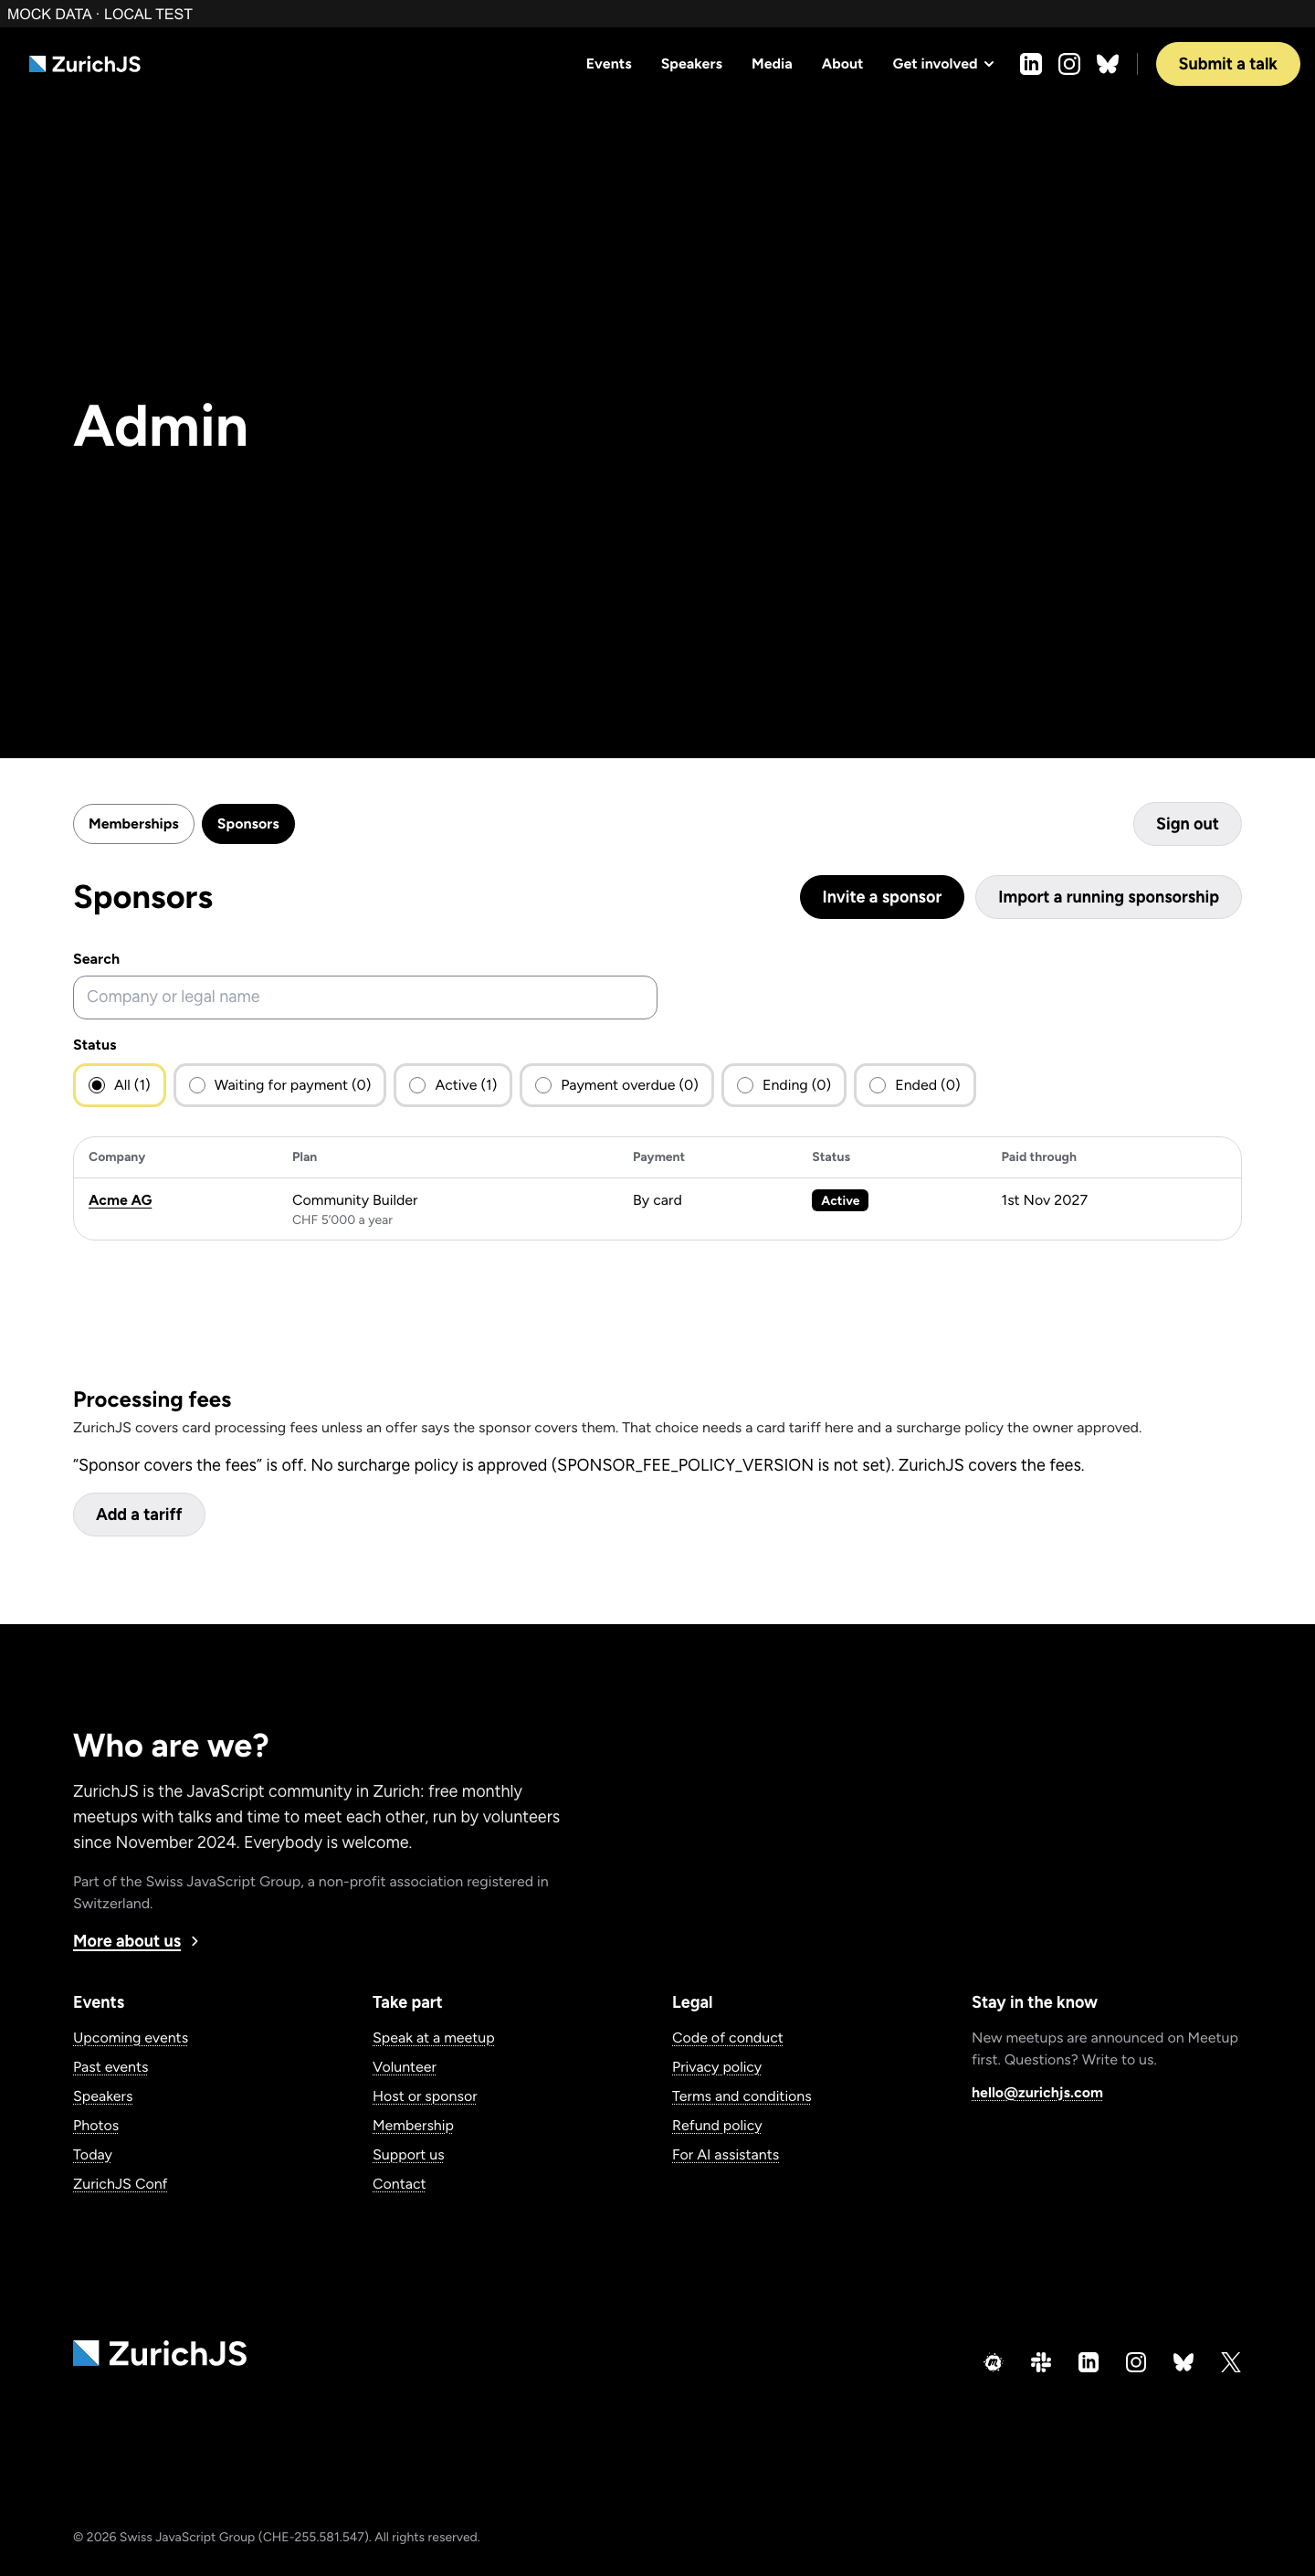 MOCK DATA · LOCAL TEST
ZurichJS
Events
Speakers
Media
About
Get involved
Submit a talk
Admin
Memberships
Sponsors
Sign out
Sponsors
Invite a sponsor
Import a running sponsorship
Search
Company or legal name
Status
All (1)
Waiting for payment (0)
Active (1)
Payment overdue (0)
Ending (0)
Ended (0)
Company
Plan
Payment
Status
Paid through
Acme AG
Community Builder
By card
Active
1st Nov 2027
CHF 5’000 a year
Processing fees
ZurichJS covers card processing fees unless an offer says the sponsor covers them. That choice needs a card tariff here and a surcharge policy the owner approved.
“Sponsor covers the fees” is off. No surcharge policy is approved (SPONSOR_FEE_POLICY_VERSION is not set). ZurichJS covers the fees.
Add a tariff
Who are we?
ZurichJS is the JavaScript community in Zurich: free monthly
meetups with talks and time to meet each other, run by volunteers
since November 2024. Everybody is welcome.
Part of the Swiss JavaScript Group, a non-profit association registered in
Switzerland.
More about us
Events
Upcoming events
Past events
Speakers
Photos
Today
ZurichJS Conf
Take part
Speak at a meetup
Volunteer
Host or sponsor
Membership
Support us
Contact
Legal
Code of conduct
Privacy policy
Terms and conditions
Refund policy
For AI assistants
Stay in the know
New meetups are announced on Meetup
first. Questions? Write to us.
hello@zurichjs.com
ZurichJS
© 2026 Swiss JavaScript Group (CHE-255.581.547). All rights reserved.